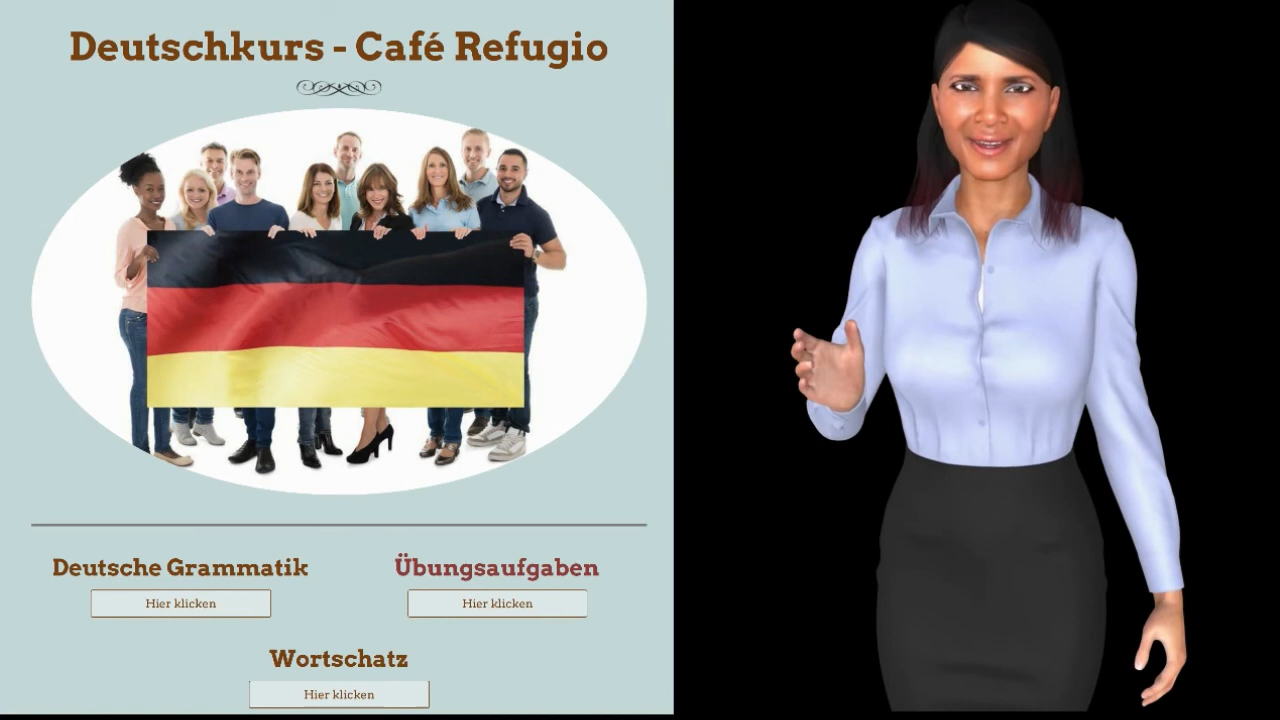 Deutschkurs - Café Refugio
Deutsche Grammatik
Hier klicken
Übungsaufgaben
Hier klicken
Wortschatz
Hier klicken